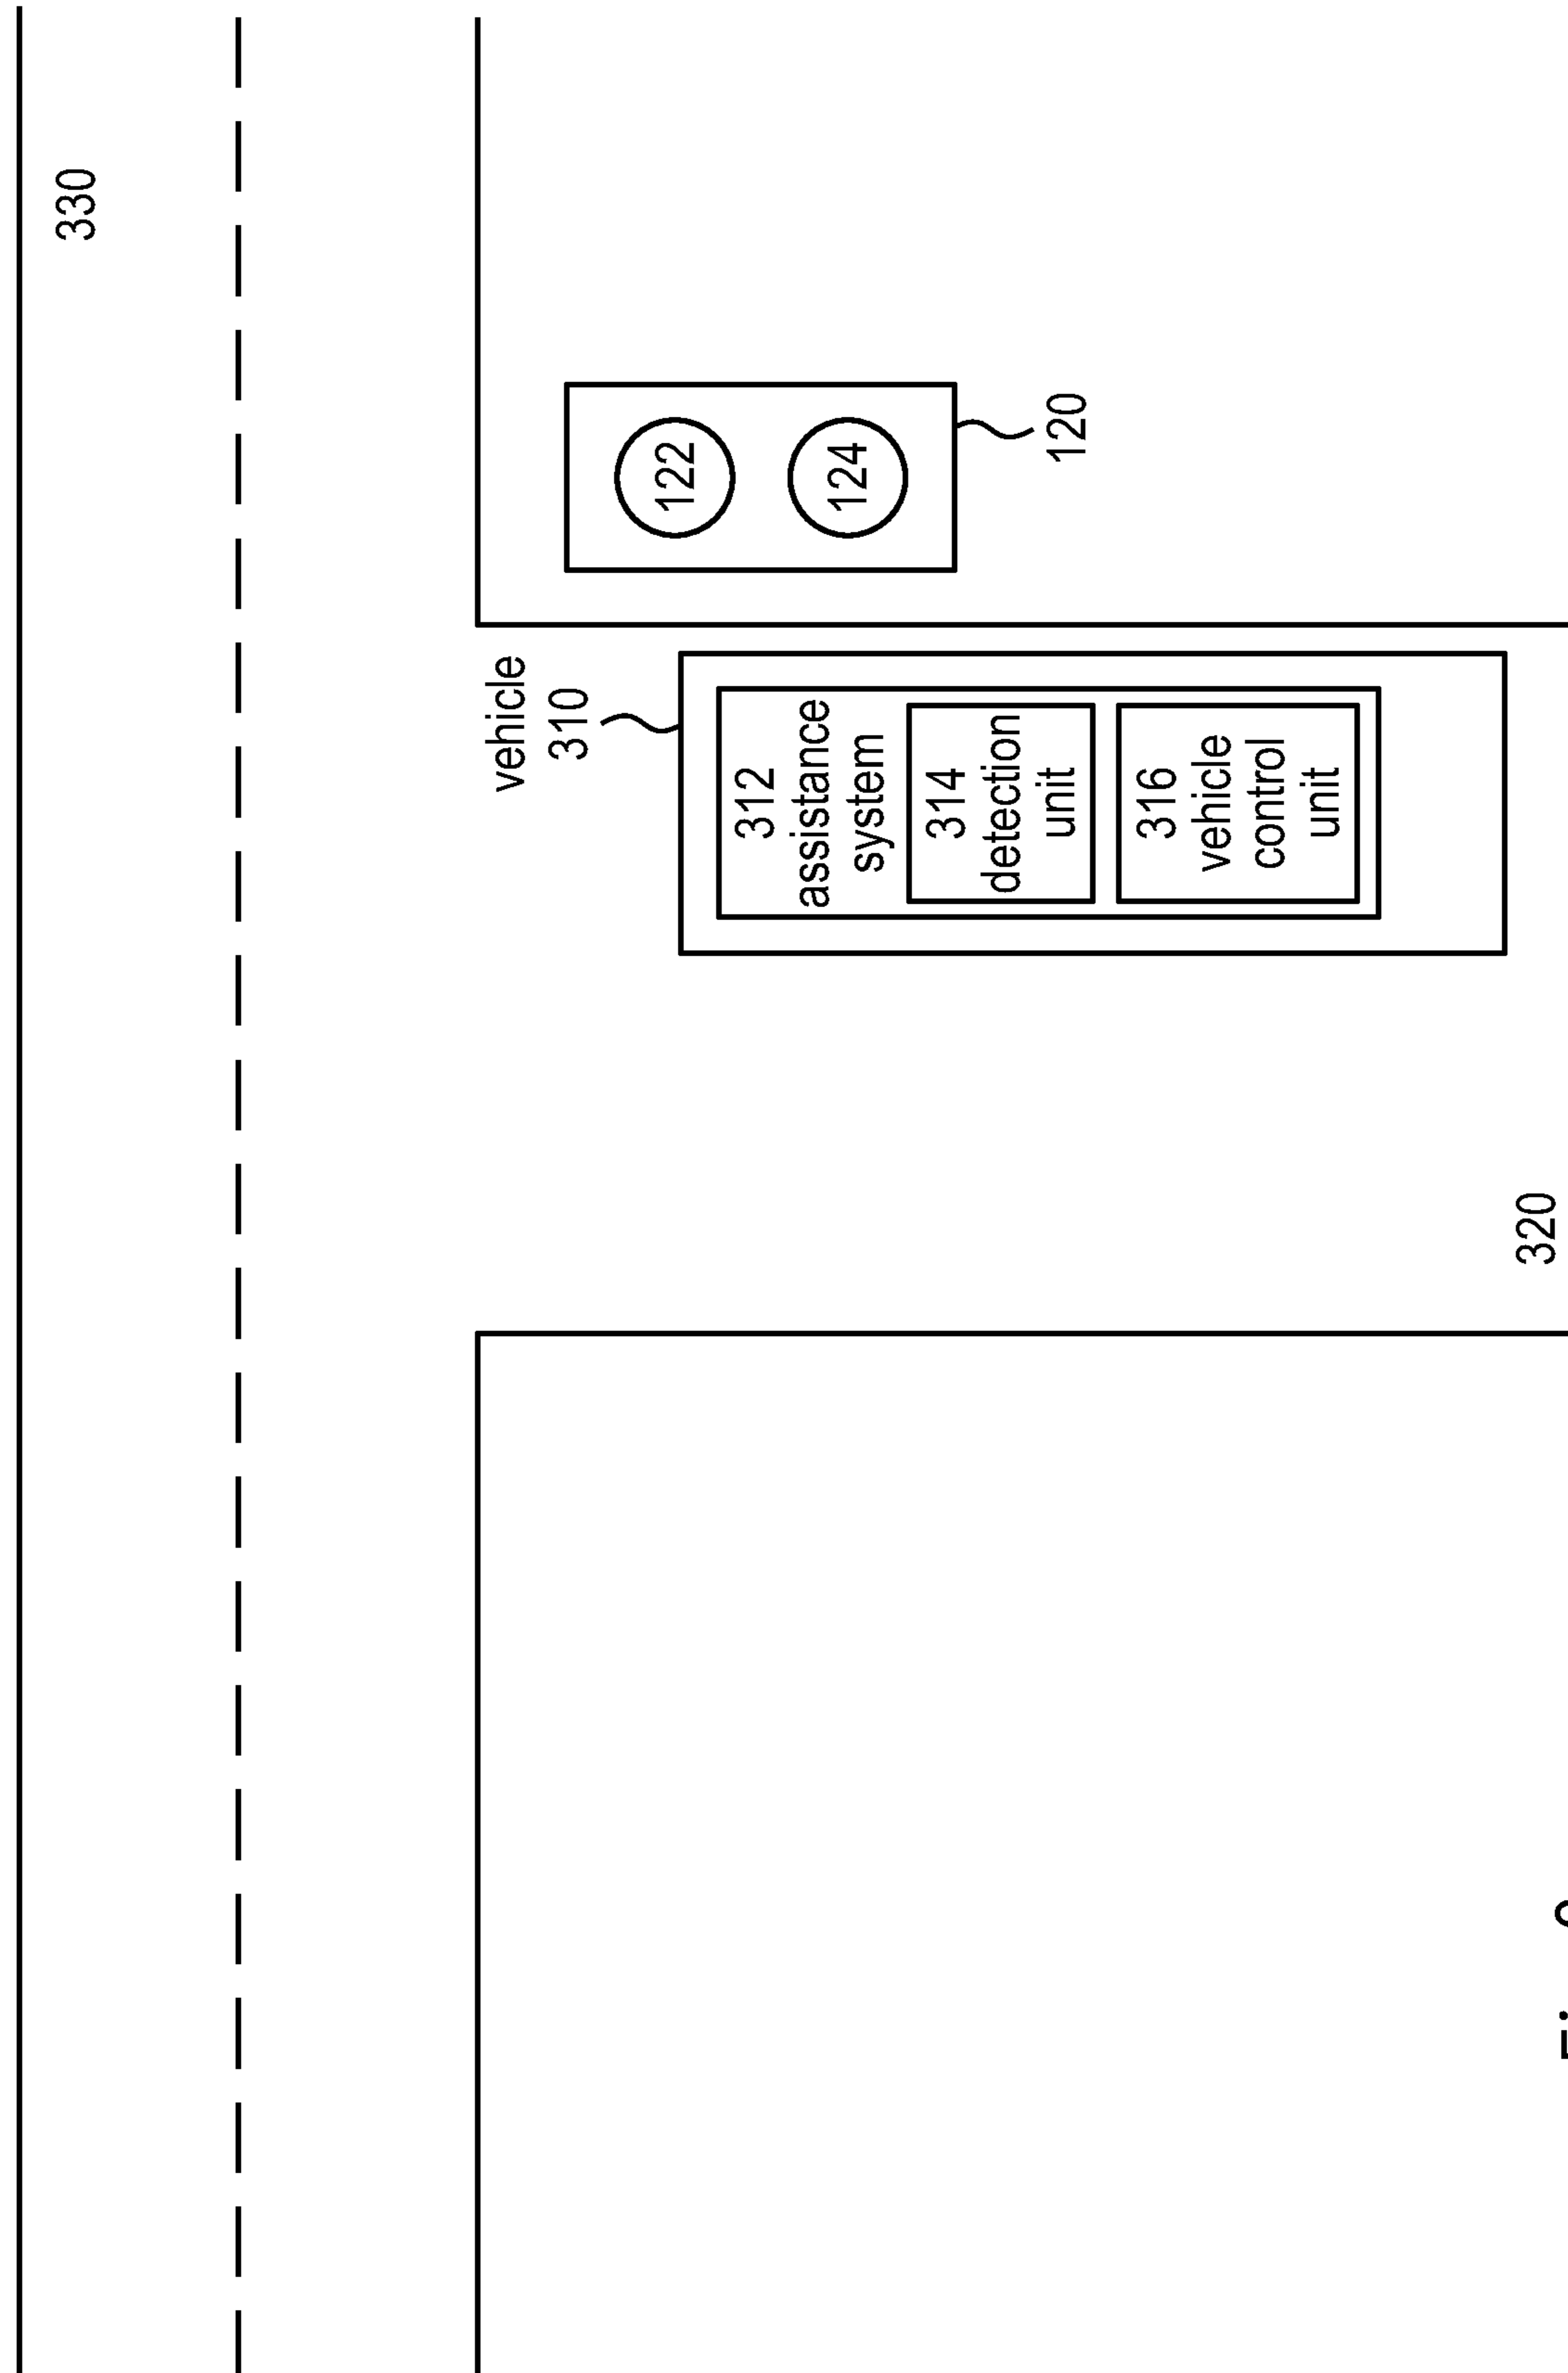 330
vehicle
310
122
312
assistance
system
124
314
detection
unit
120
316
vehicle
control
unit
320